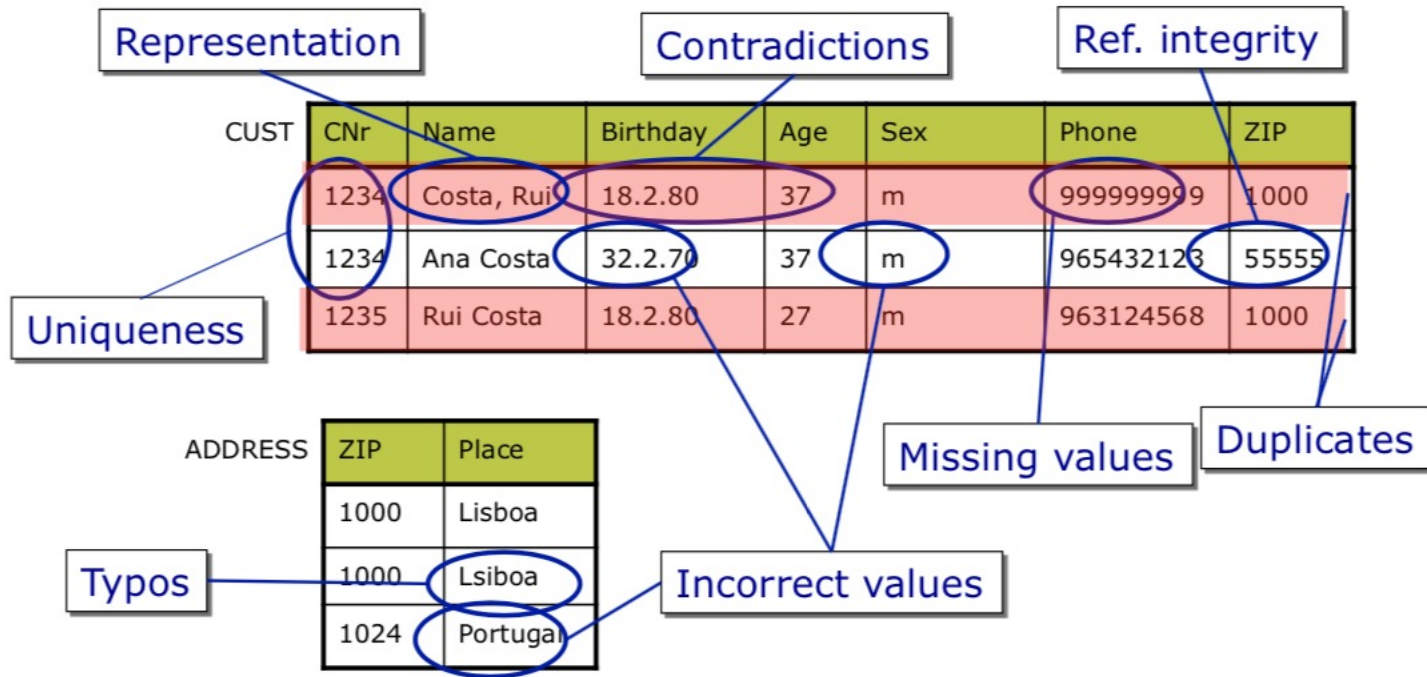 Representation
Contradictions
Ref. integrity
CUST CNr Name Birthday Age Sex Phone ZIP
1234 Costa, Rui 18.2.80 37 m 999999999 1000
1234 Ana Costa 32.2.70 37 m 965432123 55555
1235 Rui Costa 18.2.80 27 m 963124568 1000
Uniqueness
Missing values
Duplicates
ADDRESS ZIP Place
1000 Lisboa
1000 Lsiboa
1024 Portugal
Typos
Incorrect values